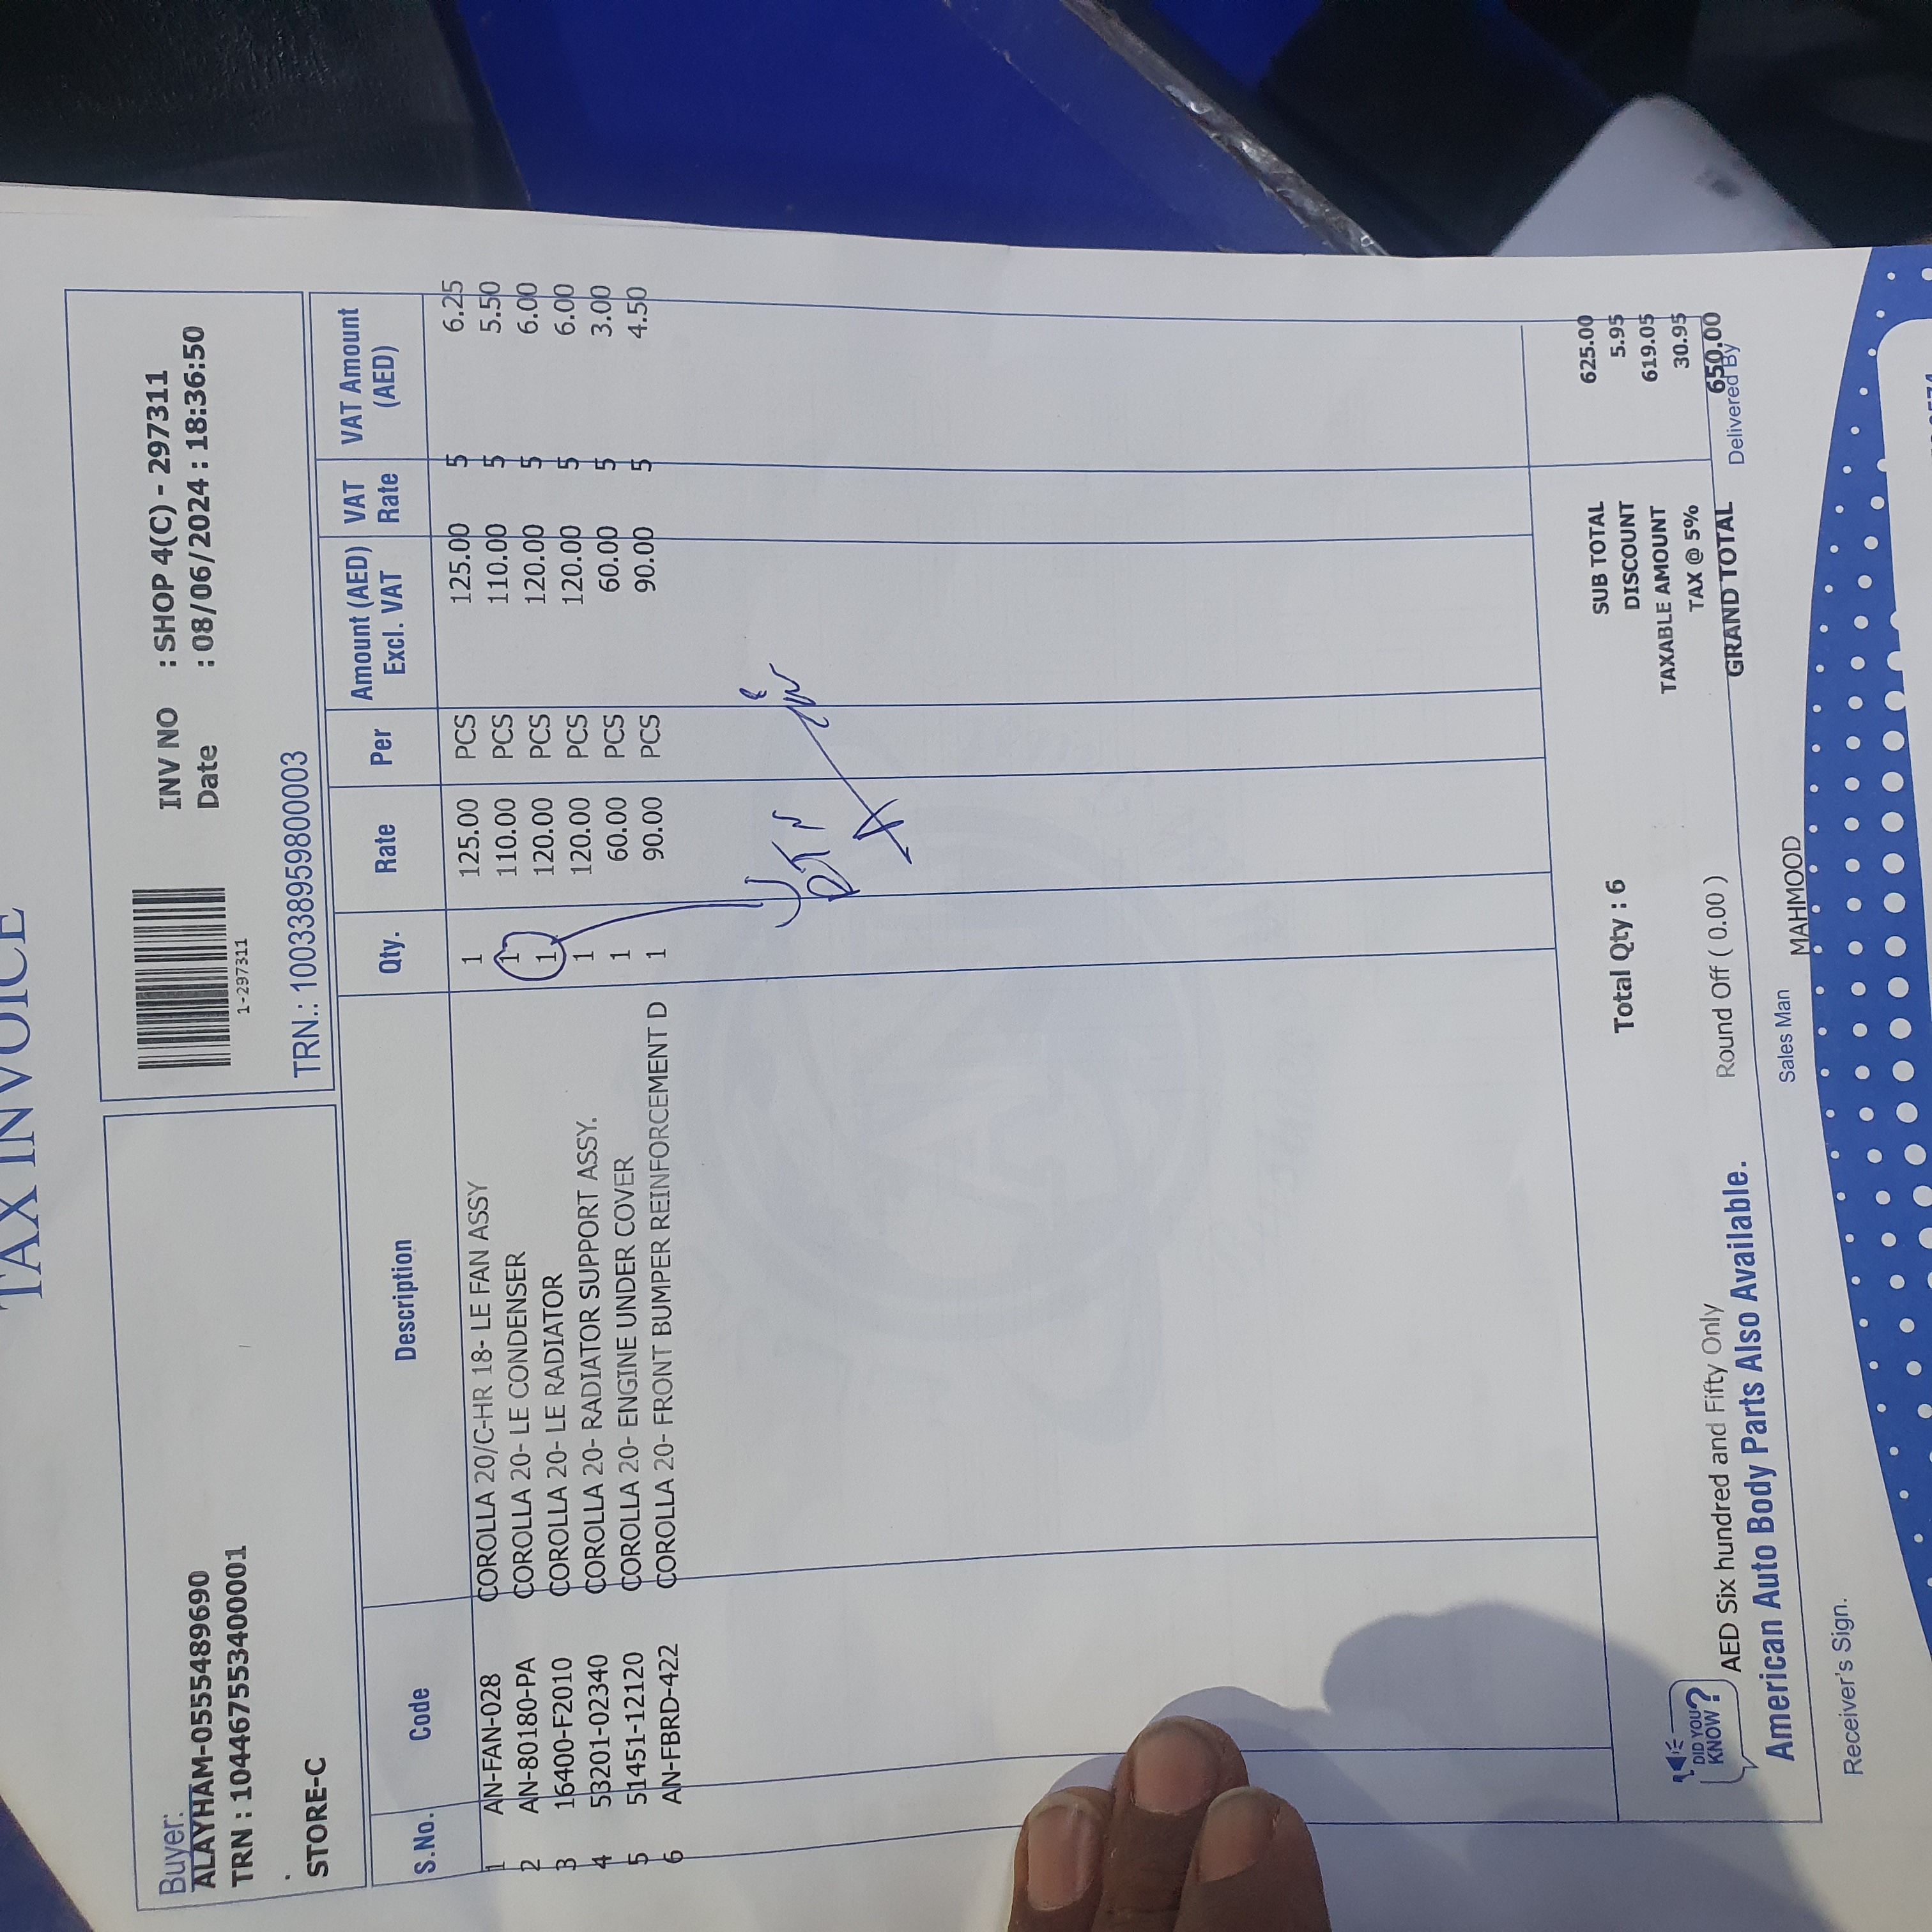 TAX INVOICE
Buyer:
ALAYHAM-0555489690
TRN : 104467553400001
.
STORE-C
1-297311
INV NO : SHOP 4(C) - 297311
Date : 08/06/2024 : 18:36:50
TRN.: 100338959800003
S.No. Code Description Qty. Rate Per Amount (AED) Excl. VAT VAT Rate VAT Amount (AED)
1 AN-FAN-028 COROLLA 20/C-HR 18- LE FAN ASSY 1 125.00 PCS 125.00 5 6.25
2 AN-80180-PA COROLLA 20- LE CONDENSER 1 110.00 PCS 110.00 5 5.50
3 16400-F2010 COROLLA 20- LE RADIATOR 1 120.00 PCS 120.00 5 6.00
4 53201-02340 COROLLA 20- RADIATOR SUPPORT ASSY. 1 120.00 PCS 120.00 5 6.00
5 51451-12120 COROLLA 20- ENGINE UNDER COVER 1 60.00 PCS 60.00 5 3.00
6 AN-FBRD-422 COROLLA 20- FRONT BUMPER REINFORCEMENT D 1 90.00 PCS 90.00 5 4.50
Total Qty : 6
SUB TOTAL 625.00
DISCOUNT 5.95
TAXABLE AMOUNT 619.05
TAX @ 5% 30.95
GRAND TOTAL 650.00
DID YOU KNOW?
AED Six hundred and Fifty Only Round Off ( 0.00 )
American Auto Body Parts Also Available.
Receiver's Sign. Sales Man MAHMOOD Delivered By